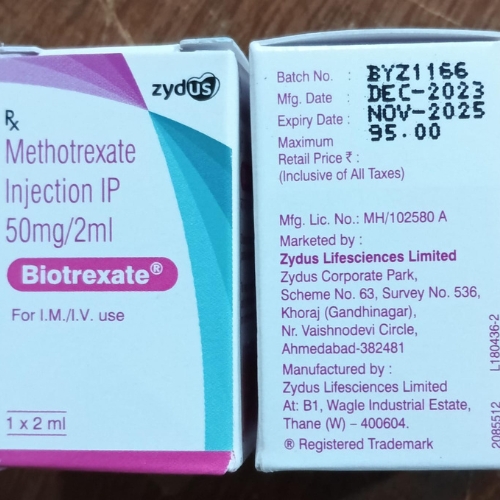 zydus
Rx
Methotrexate
Injection IP
50mg/2ml
Biotrexate®
For I.M./I.V. use
1 x 2 ml
Batch No. : BYZ1166
Mfg. Date : DEC-2023
Expiry Date : NOV-2025
Maximum 95.00
Retail Price ₹ :
(Inclusive of All Taxes)
Mfg. Lic. No.: MH/102580 A
Marketed by :
Zydus Lifesciences Limited
Zydus Corporate Park,
Scheme No. 63, Survey No. 536,
Khoraj (Gandhinagar),
Nr. Vaishnodevi Circle,
Ahmedabad-382481
Manufactured by :
Zydus Lifesciences Limited
At: B1, Wagle Industrial Estate,
Thane (W) – 400604.
® Registered Trademark
2085512 L180436-2